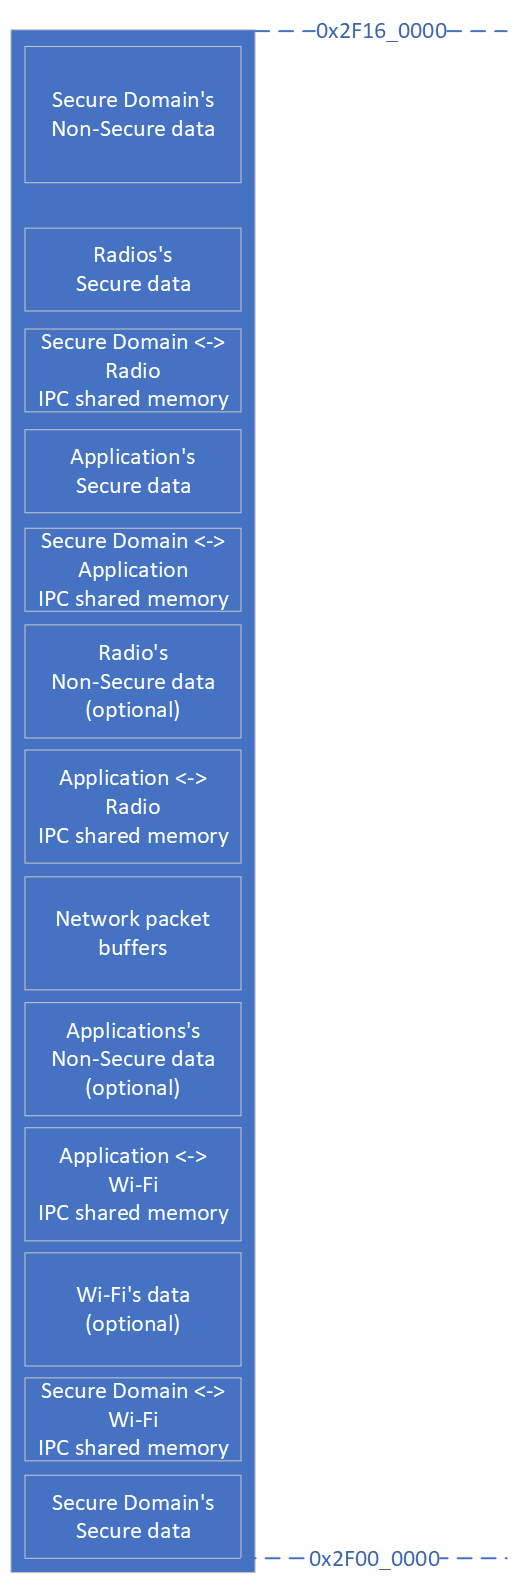 0x2F16_0000
Secure Domain's
Non-Secure data
Radios's
Secure data
Secure Domain <->
Radio
IPC shared memory
Application's
Secure data
Secure Domain <->
Application
IPC shared memory
Radio's
Non-Secure data
(optional)
Application <->
Radio
IPC shared memory
Network packet
buffers
Applications's
Non-Secure data
(optional)
Application <->
Wi-Fi
IPC shared memory
Wi-Fi's data
(optional)
Secure Domain <->
Wi-Fi
IPC shared memory
Secure Domain's
Secure data
0x2F00_0000